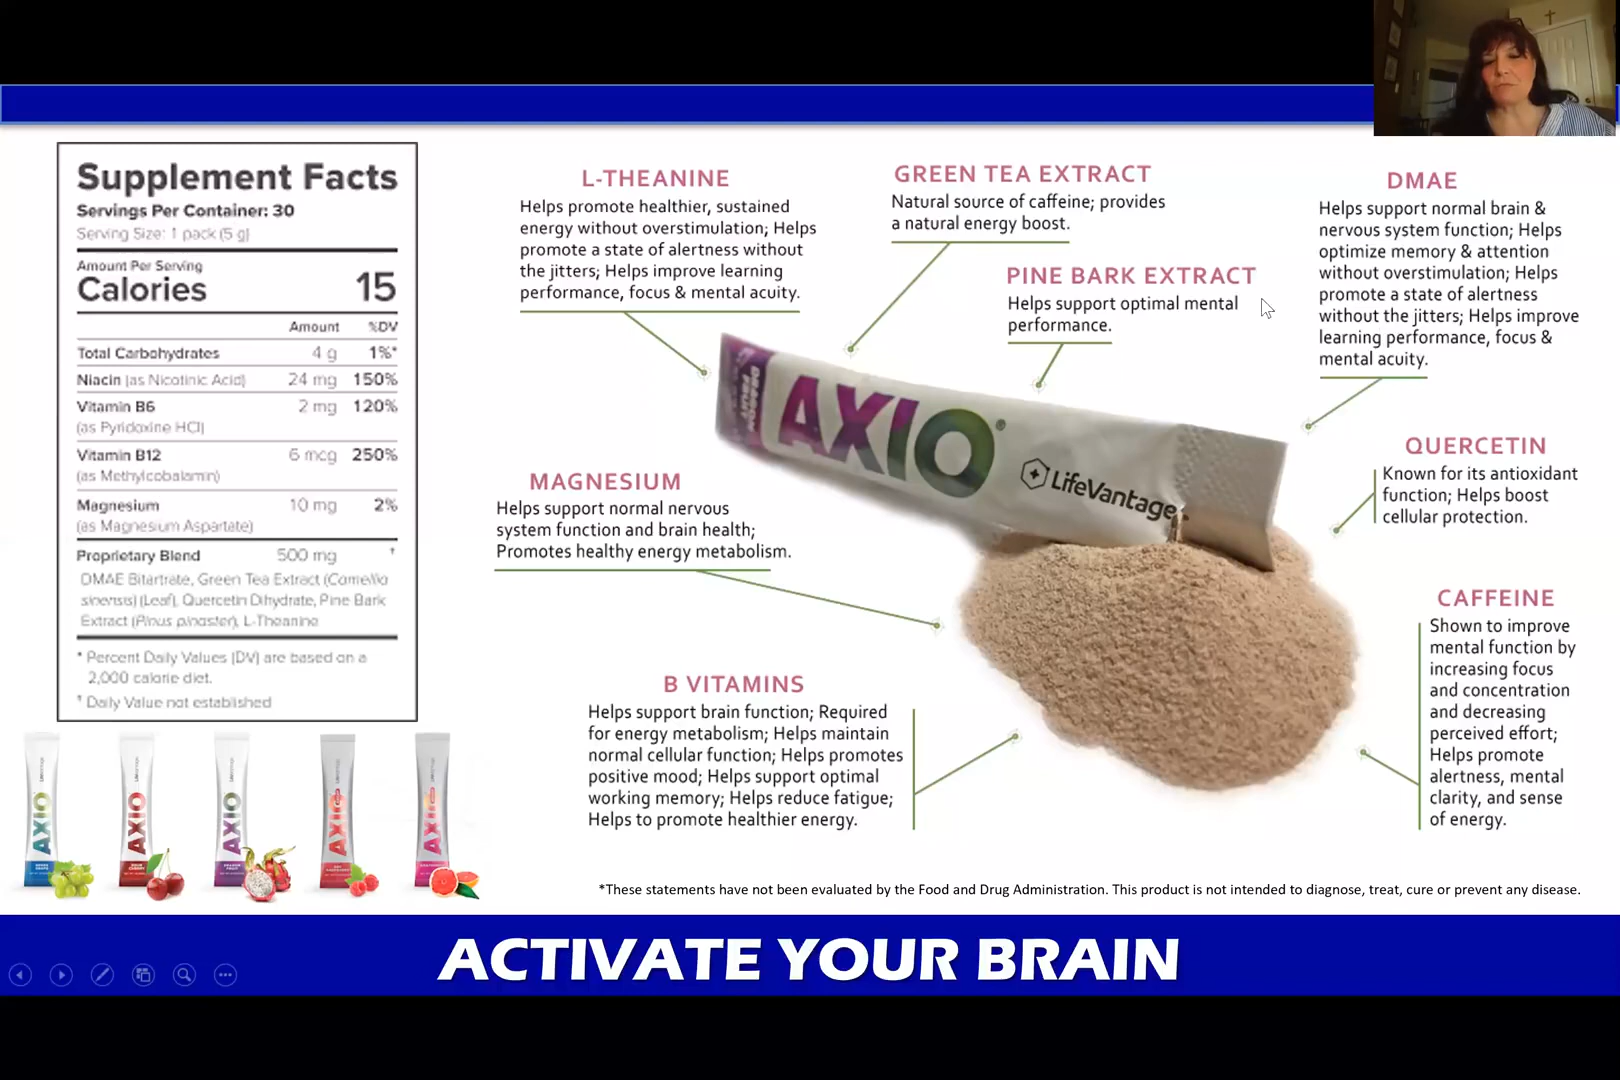 Supplement Facts
Servings Per Container: 30
Serving Size: 1 pack (5 g)
Amount Per Serving
Calories 15
Amount %DV
Total Carbohydrates 4 g 1%*
Niacin (as Nicotinic Acid) 24 mg 150%
Vitamin B6 2 mg 120%
(as Pyridoxine HCl)
Vitamin B12 6 mcg 250%
(as Methylcobalamin)
Magnesium 10 mg 2%
(as Magnesium Aspartate)
Proprietary Blend 500 mg †
DMAE Bitartrate, Green Tea Extract (Camellia
sinensis) (Leaf), Quercetin Dihydrate, Pine Bark
Extract (Pinus pinaster), L-Theanine
* Percent Daily Values (DV) are based on a
2,000 calorie diet.
† Daily Value not established
L-THEANINE
Helps promote healthier, sustained
energy without overstimulation; Helps
promote a state of alertness without
the jitters; Helps improve learning
performance, focus & mental acuity.
GREEN TEA EXTRACT
Natural source of caffeine; provides
a natural energy boost.
PINE BARK EXTRACT
Helps support optimal mental
performance.
DMAE
Helps support normal brain &
nervous system function; Helps
optimize memory & attention
without overstimulation; Helps
promote a state of alertness
without the jitters; Helps improve
learning performance, focus &
mental acuity.
DRAGON
FRUIT
AXIO®
LifeVantage
QUERCETIN
Known for its antioxidant
function; Helps boost
cellular protection.
MAGNESIUM
Helps support normal nervous
system function and brain health;
Promotes healthy energy metabolism.
CAFFEINE
Shown to improve
mental function by
increasing focus
and concentration
and decreasing
perceived effort;
Helps promote
alertness, mental
clarity, and sense
of energy.
B VITAMINS
Helps support brain function; Required
for energy metabolism; Helps maintain
normal cellular function; Helps promotes
positive mood; Helps support optimal
working memory; Helps reduce fatigue;
Helps to promote healthier energy.
AXIO
AXIO
AXIO
AXIO
AXIO
*These statements have not been evaluated by the Food and Drug Administration. This product is not intended to diagnose, treat, cure or prevent any disease.
ACTIVATE YOUR BRAIN